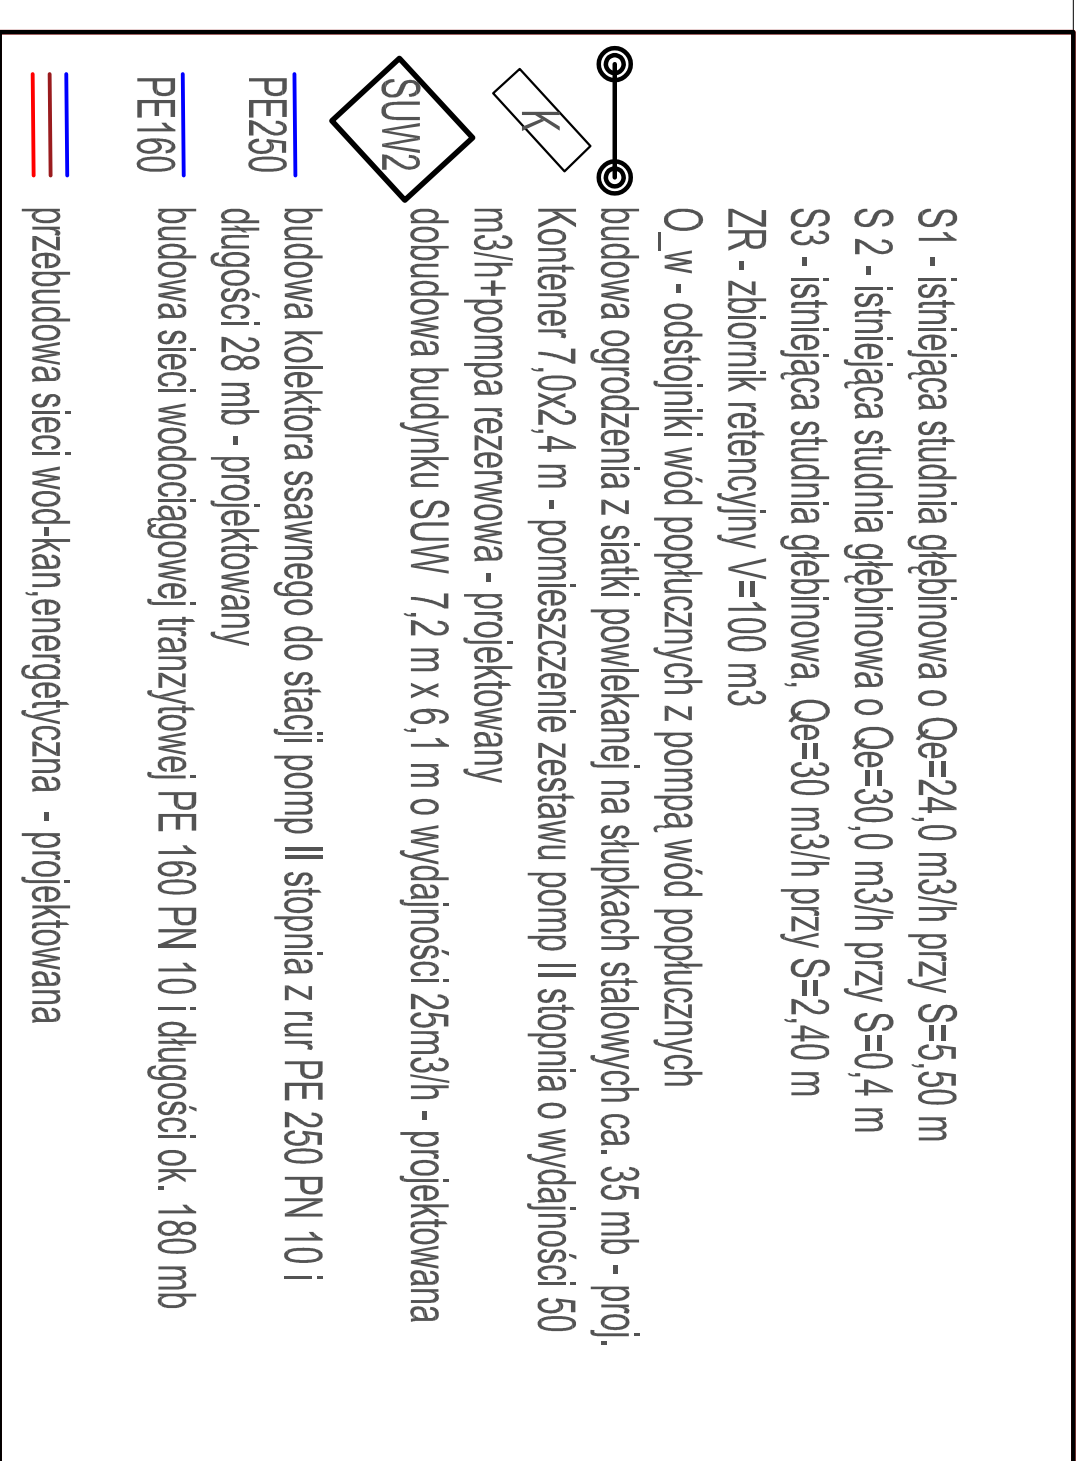 S1 - istniejąca studnia głębinowa o Qe=24,0 m3/h przy S=5,50 m
S 2 - istniejąca studnia głębinowa o Qe=30,0 m3/h przy S=0,4 m
S3 - istniejąca studnia głebinowa, Qe=30 m3/h przy S=2,40 m
ZR - zbiornik retencyjny V=100 m3
O_w - odstojniki wód popłucznych z pompą wód popłucznych
budowa ogrodzenia z siatki powlekanej na słupkach stalowych ca. 35 mb - proj.
K Kontener 7,0x2,4 m - pomieszczenie zestawu pomp II stopnia o wydajności 50
m3/h+pompa rezerwowa - projektowany
SUW2 dobudowa budynku SUW 7,2 m x 6,1 m o wydajności 25m3/h - projektowana
PE250 budowa kolektora ssawnego do stacji pomp II stopnia z rur PE 250 PN 10 i
długości 28 mb - projektowany
PE160 budowa sieci wodociągowej tranzytowej PE 160 PN 10 i długości ok. 180 mb
przebudowa sieci wod-kan,energetyczna - projektowana